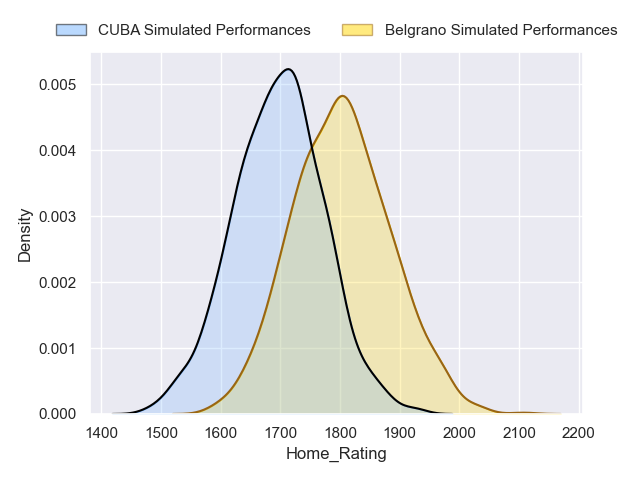 CUBA Simulated Performances Belgrano Simulated Performances
0.005
0.004
0.003
0.002
0.001
0.000
Density
1400 1500 1600 1700 1800 1900 2000 2100 2200
Home_Rating